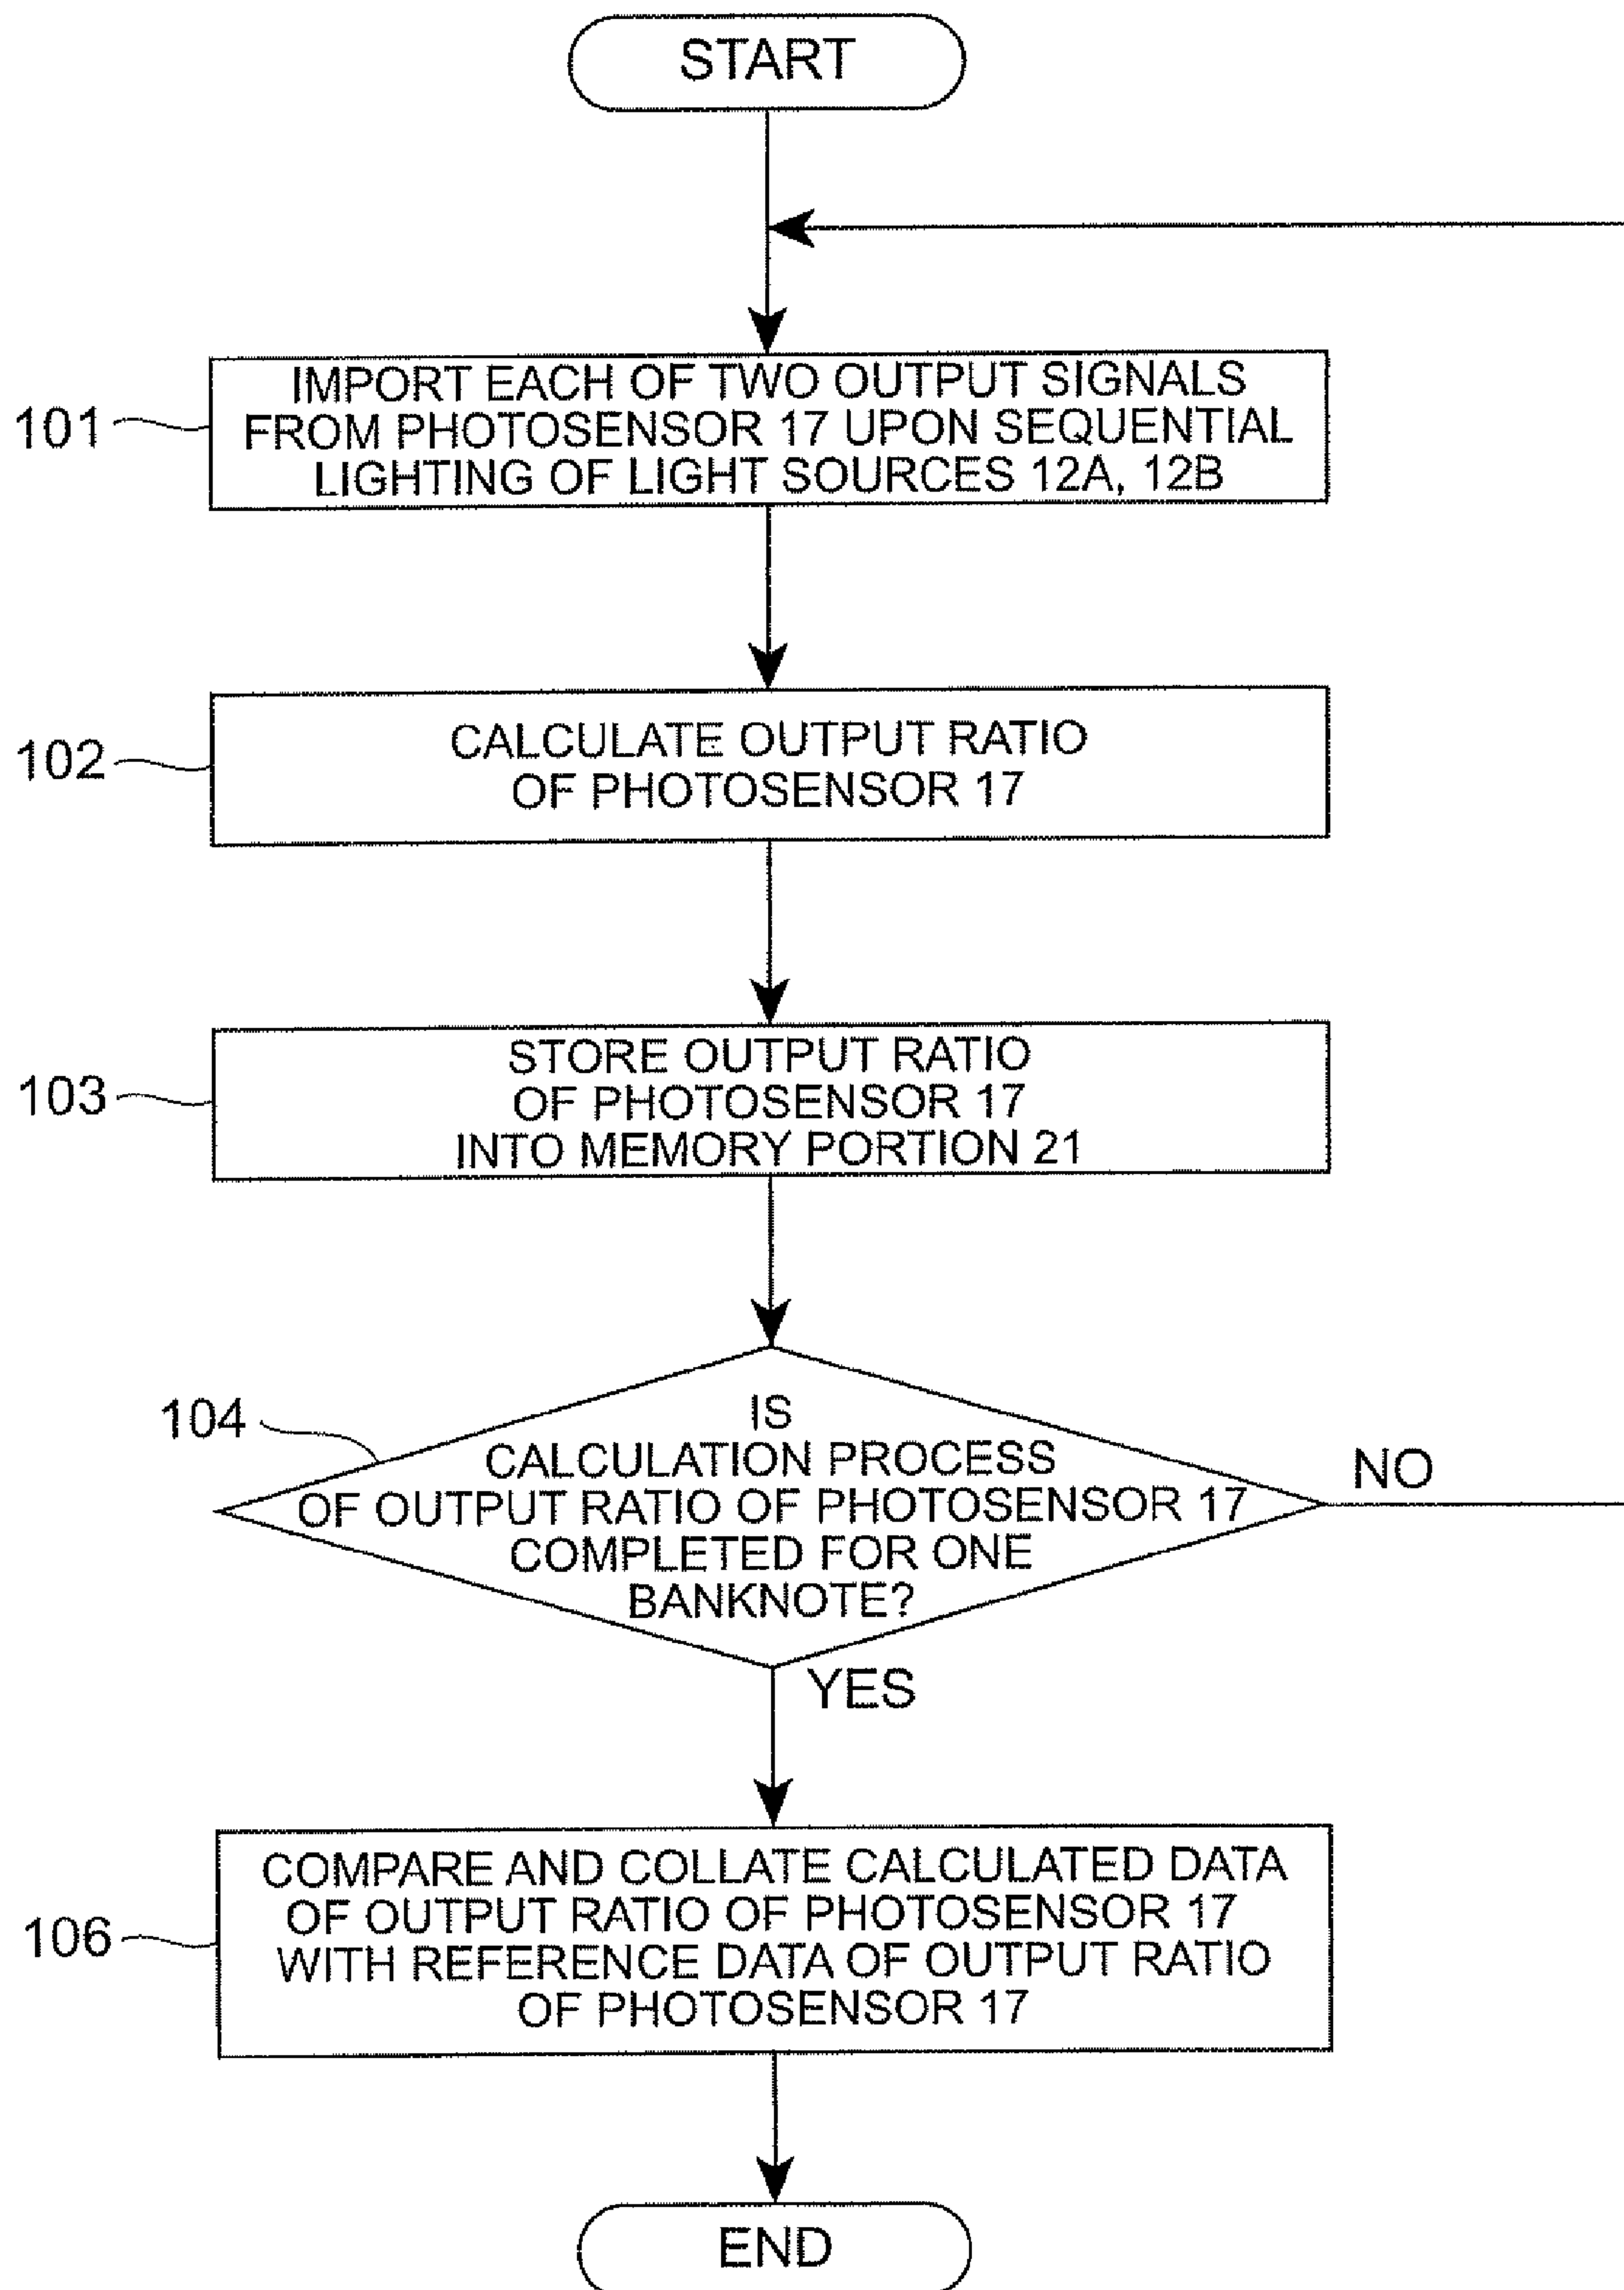 START
101
IMPORT EACH OF TWO OUTPUT SIGNALS
FROM PHOTOSENSOR 17 UPON SEQUENTIAL
LIGHTING OF LIGHT SOURCES 12A, 12B
102
CALCULATE OUTPUT RATIO
OF PHOTOSENSOR 17
103
STORE OUTPUT RATIO
OF PHOTOSENSOR 17
INTO MEMORY PORTION 21
104
IS
CALCULATION PROCESS
OF OUTPUT RATIO OF PHOTOSENSOR 17
COMPLETED FOR ONE
BANKNOTE?
NO
YES
106
COMPARE AND COLLATE CALCULATED DATA
OF OUTPUT RATIO OF PHOTOSENSOR 17
WITH REFERENCE DATA OF OUTPUT RATIO
OF PHOTOSENSOR 17
END